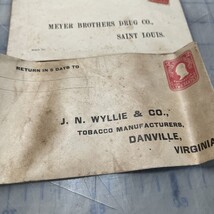 MEYER BROTHERS DRUG CO.,
SAINT LOUIS.
RETURN IN 5 DAYS TO
J. N. WYLLIE & CO.,
TOBACCO MANUFACTURERS,
DANVILLE,
VIRGINIA